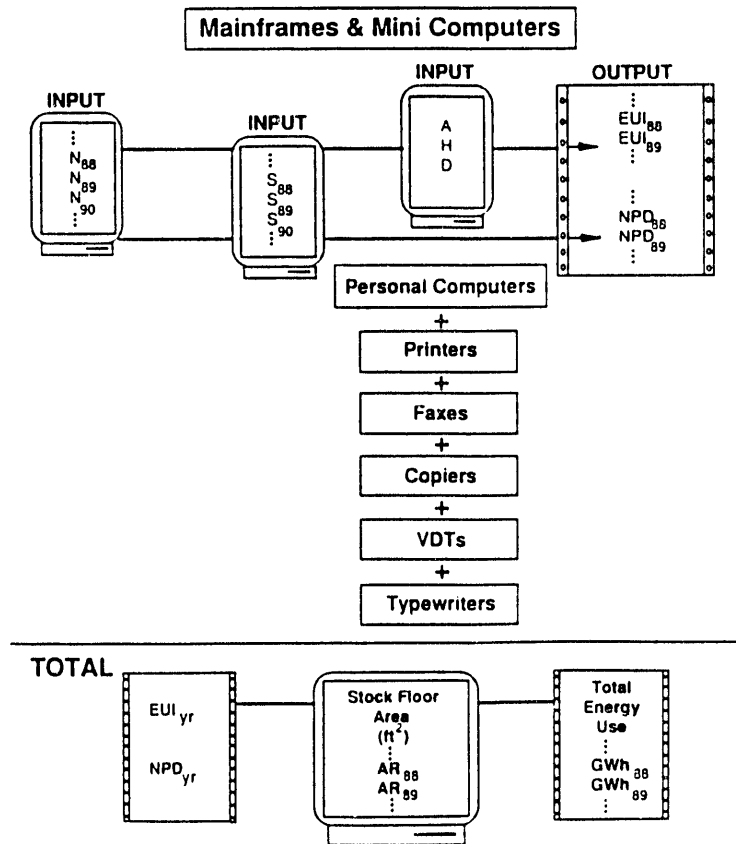 Mainframes & Mini Computers
INPUT
⋮
N88
N89
N90
⋮
INPUT
⋮
S88
S89
S90
⋮
INPUT
A
H
D
OUTPUT
⋮
EUI88
EUI89
⋮
⋮
NPD88
NPD89
⋮
Personal Computers
+
Printers
+
Faxes
+
Copiers
+
VDTs
+
Typewriters
TOTAL
EUIyr
NPDyr
Stock Floor
Area
(ft²)
⋮
AR88
AR89
⋮
Total
Energy
Use
⋮
GWh88
GWh89
⋮